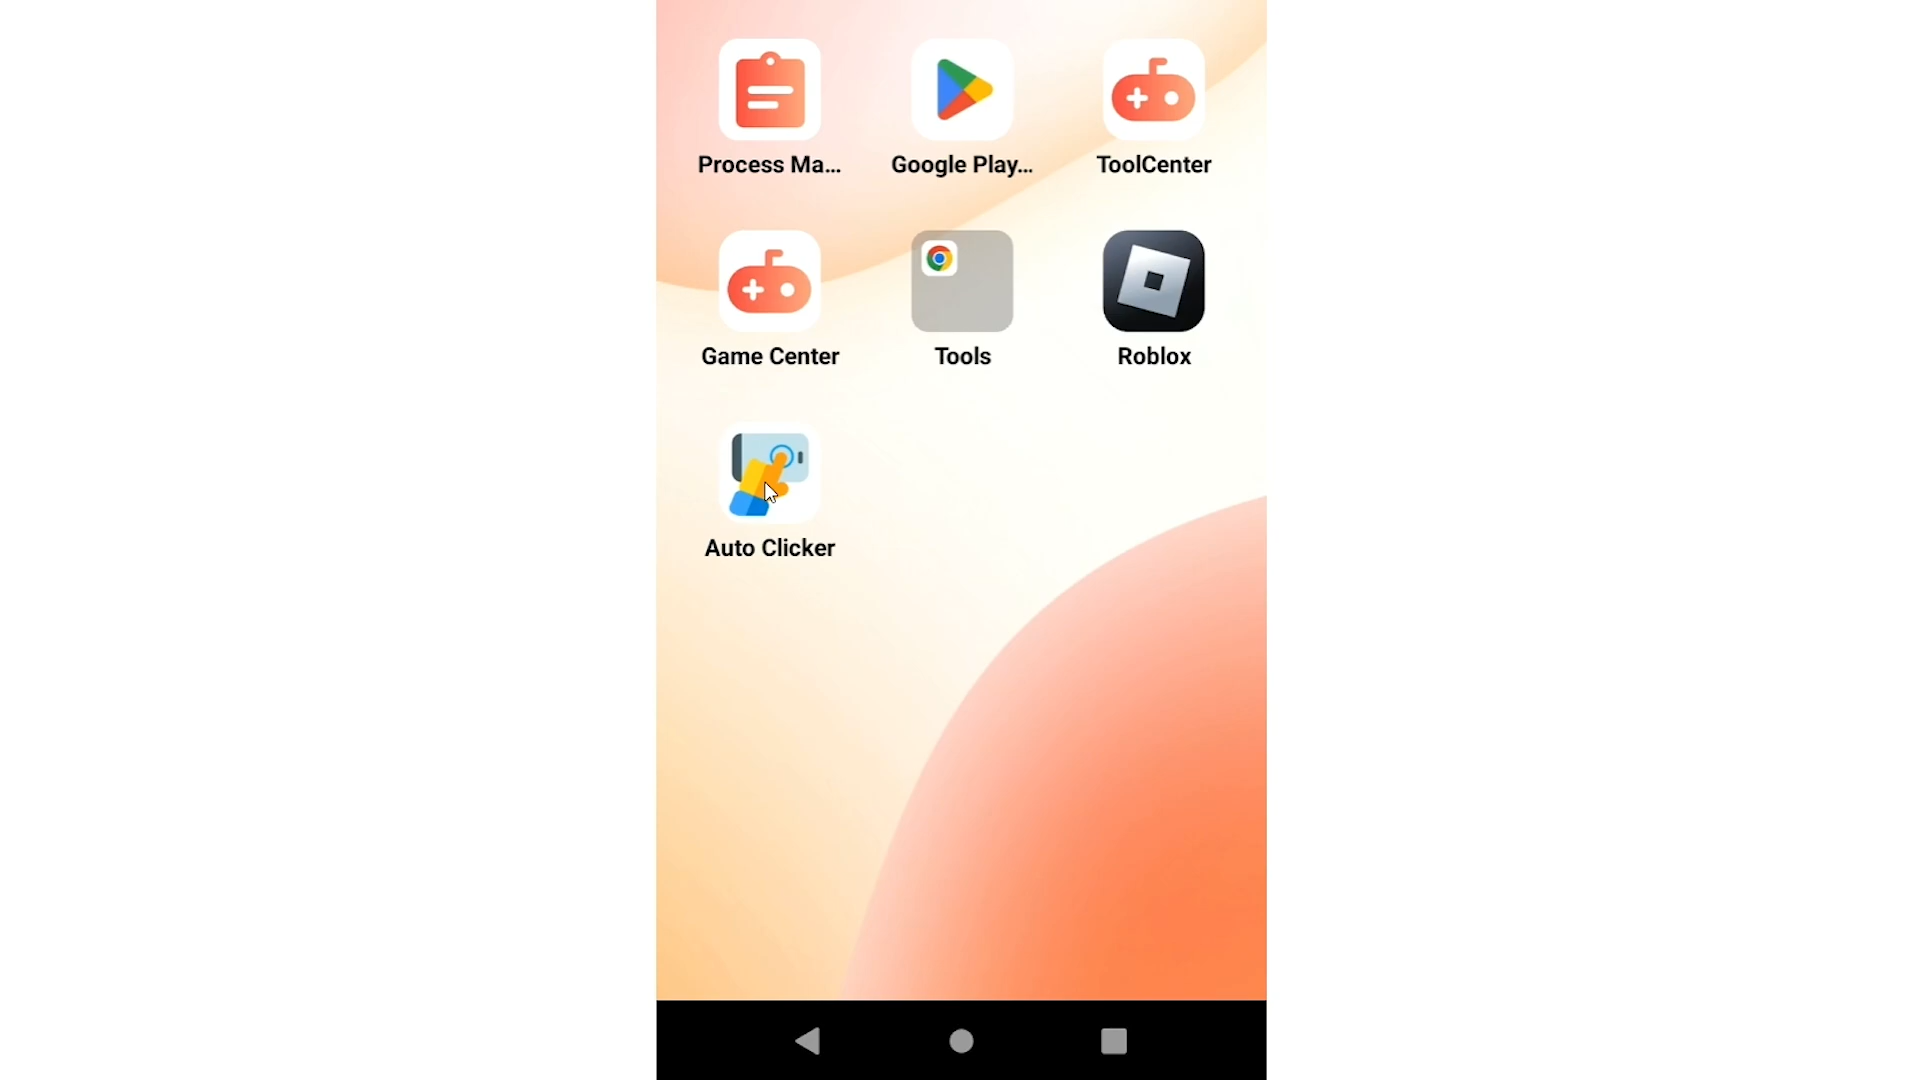 Process Ma...
Google Play...
ToolCenter
Game Center
Tools
Roblox
Auto Clicker